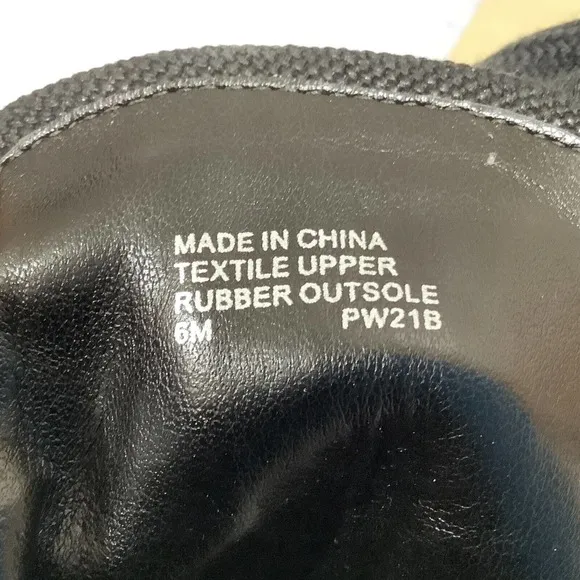 MADE IN CHINA
TEXTILE UPPER
RUBBER OUTSOLE
6M PW21B